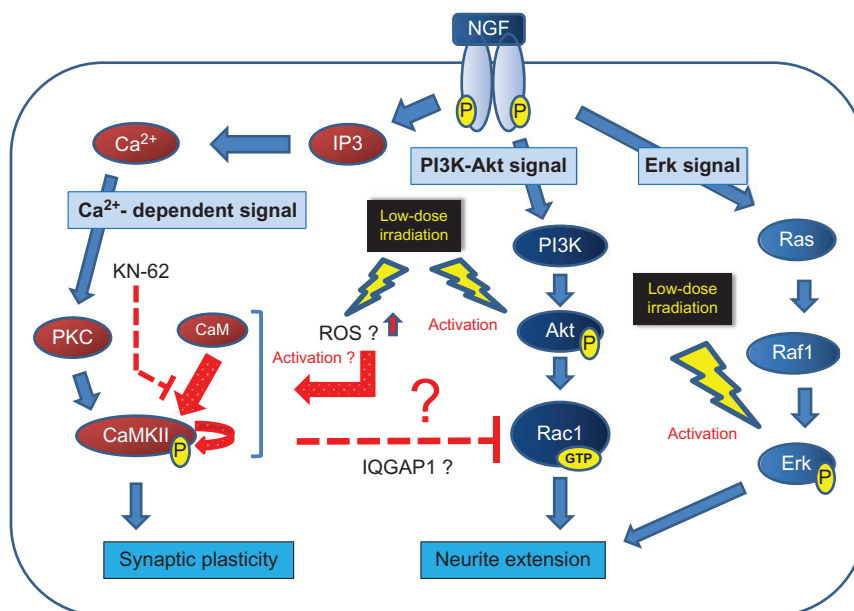 NGF
P
P
Ca2+
IP3
PI3K-Akt signal
Erk signal
Ca2+- dependent signal
Low-dose
irradiation
PI3K
Ras
KN-62
Low-dose
irradiation
PKC
CaM
ROS ?
Activation
Akt
P
Activation ?
Raf1
?
CaMKII
P
Rac1
GTP
Activation
IQGAP1 ?
Erk
P
Synaptic plasticity
Neurite extension